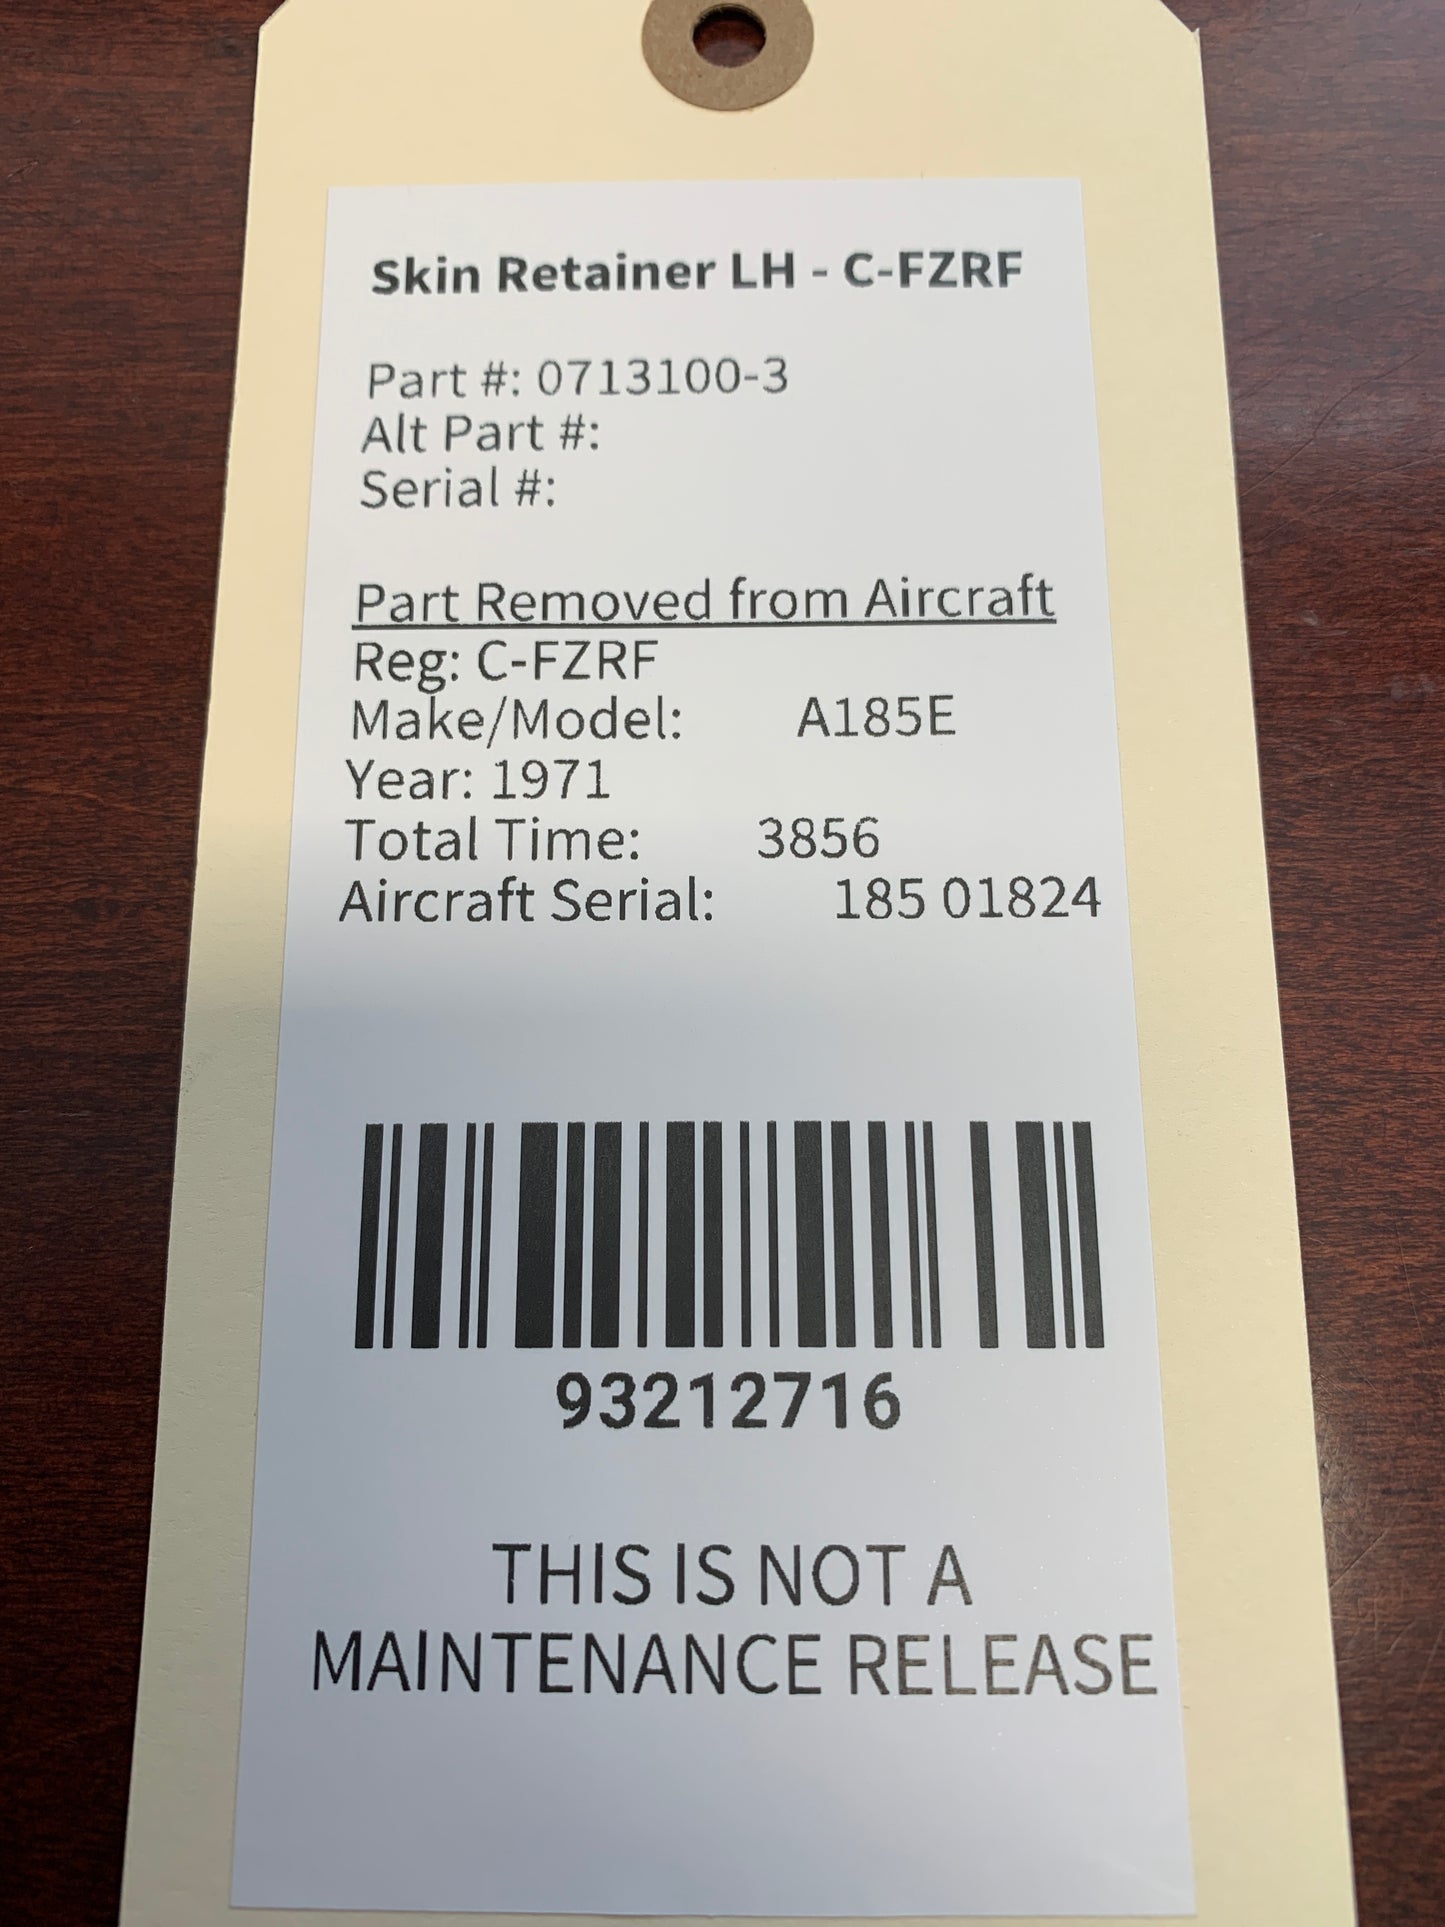 Skin Retainer LH - C-FZRF
Part #: 0713100-3
Alt Part #:
Serial #:
Part Removed from Aircraft
Reg: C-FZRF
Make/Model: A185E
Year: 1971
Total Time: 3856
Aircraft Serial: 185 01824
93212716
THIS IS NOT A
MAINTENANCE RELEASE